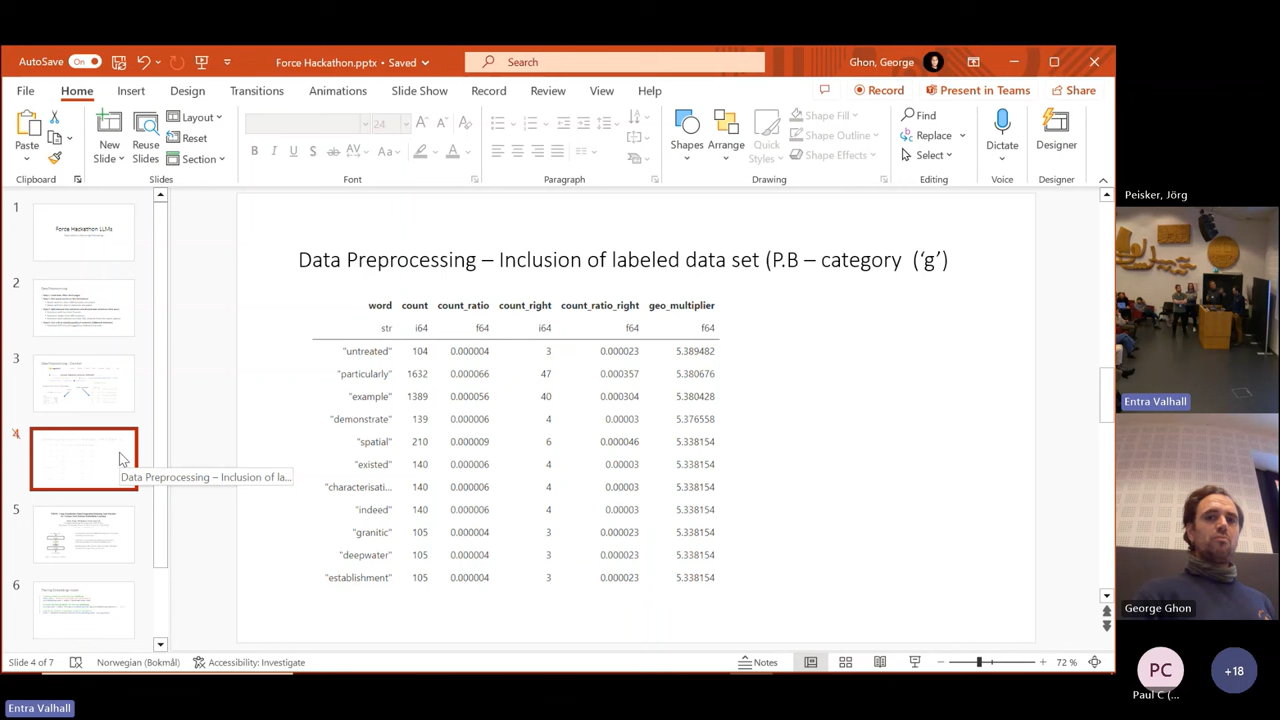 AutoSave On Force Hackathon.pptx • Saved Search Ghon, George
File Home Insert Design Transitions Animations Slide Show Record Review View Help Record Present in Teams Share
Paste New Slide Reuse Slides Layout Reset Section 24 Shapes Arrange Quick Styles Shape Fill Shape Outline Shape Effects Find Replace Select Dictate Designer
Clipboard Slides Font Paragraph Drawing Editing Voice Designer
1
Force Hackathon LLMs
2
3
4
Data Preprocessing – Inclusion of la...
5
6
Data Preprocessing – Inclusion of labeled data set (P.B – category ('g')
word count count_ratio count_right count_ratio_right geo_multiplier
str i64 f64 i64 f64 f64
"untreated" 104 0.000004 3 0.000023 5.389482
"particularly" 1632 0.000066 47 0.000357 5.380676
"example" 1389 0.000056 40 0.000304 5.380428
"demonstrate" 139 0.000006 4 0.00003 5.376558
"spatial" 210 0.000009 6 0.000046 5.338154
"existed" 140 0.000006 4 0.00003 5.338154
"characterisati... 140 0.000006 4 0.00003 5.338154
"indeed" 140 0.000006 4 0.00003 5.338154
"granitic" 105 0.000004 3 0.000023 5.338154
"deepwater" 105 0.000004 3 0.000023 5.338154
"establishment" 105 0.000004 3 0.000023 5.338154
Slide 4 of 7 Norwegian (Bokmål) Accessibility: Investigate Notes 72 %
Peisker, Jörg
Entra Valhall
George Ghon
PC
Paul C (...
+18
Entra Valhall